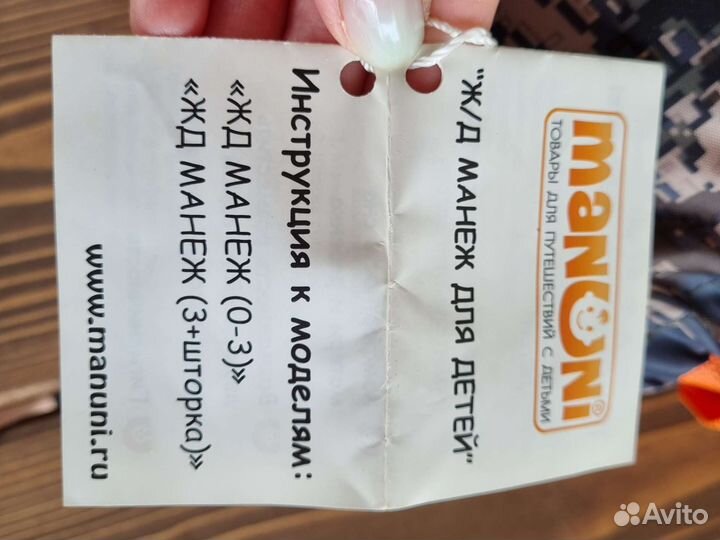 manuni®
ТОВАРЫ ДЛЯ ПУТЕШЕСТВИЙ С ДЕТЬМИ
"Ж/Д МАНЕЖ ДЛЯ ДЕТЕЙ"
Инструкция к моделям:
«ЖД МАНЕЖ (0-3)»
«ЖД МАНЕЖ (3+шторка)»
www.manuni.ru
Avito